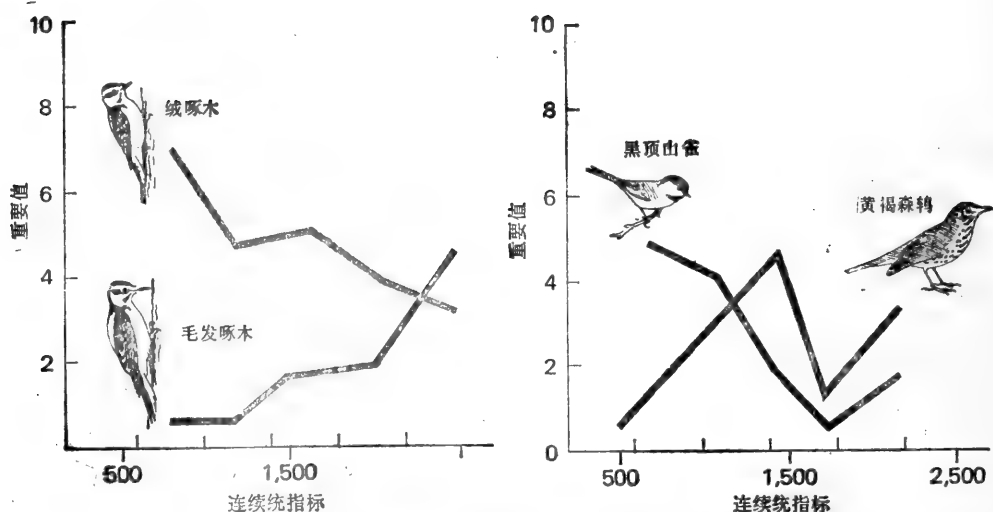 10
8
6
4
2
重要值
绒啄木
毛发啄木
500
1,500
连续统指标
10
8
6
4
2
0
重要值
黑顶山雀
黄褐森鸫
500
1,500
2,500
连续统指标